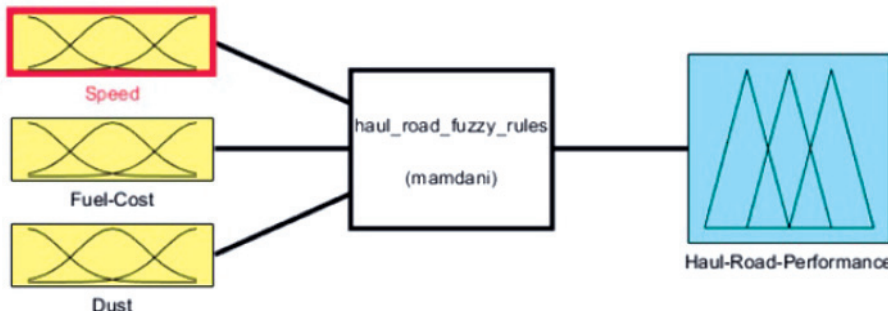 Speed
haul_road_fuzzy_rules
(mamdani)
Fuel-Cost
Haul-Road-Performance
Dust